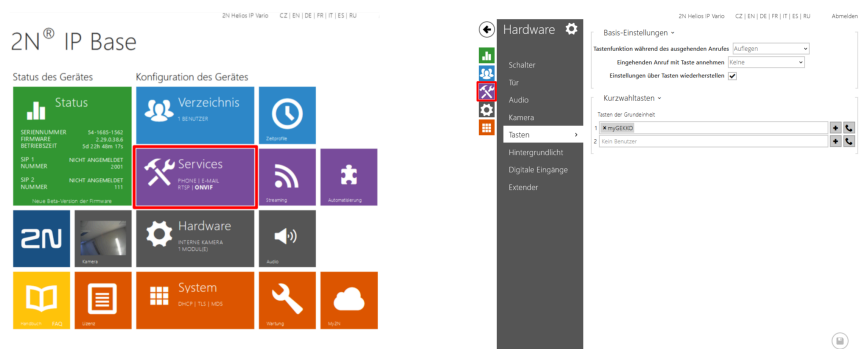 2N Helios IP Vario CZ | EN | DE | FR | IT | ES | RU
2N® IP Base
Status des Gerätes
Konfiguration des Gerätes
Status
SERIENNUMMER 54-1683-1362
FIRMWARE 2.29.0.38.6
BETRIEBSZEIT 5d 22h 48m 17s
SIP 1 NICHT ANGEMELDET
NUMMER 2001
SIP 2 NICHT ANGEMELDET
NUMMER 111
Neue Beta-Version der Firmware
Verzeichnis
1 BENUTZER
Zeitprofile
Services
PHONE | E-MAIL
RTSP | ONVIF
Streaming
Automatisierung
2N
Kamera
Hardware
INTERNE KAMERA
1 MODUL(E)
Audio
Handbuch FAQ
Lizenz
System
DHCP | TLS | MDS
Wartung
My2N
2N Helios IP Vario CZ | EN | DE | FR | IT | ES | RU Abmelden
Hardware
Schalter
Tür
Audio
Kamera
Tasten
Hintergrundlicht
Digitale Eingänge
Extender
Basis-Einstellungen
Tastenfunktion während des ausgehenden Anrufes Auflegen
Eingehenden Anruf mit Taste annehmen Keine
Einstellungen über Tasten wiederherstellen
Kurzwahltasten
Tasten der Grundeinheit
1 × myGEKKO
2 Kein Benutzer